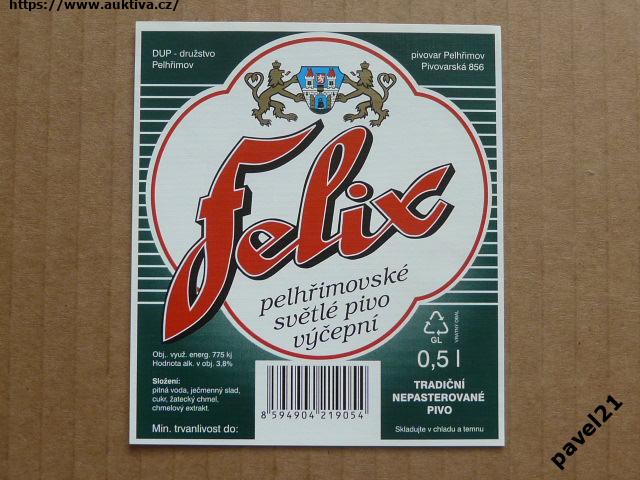 https://www.auktiva.cz/
DUP - družstvo
Pelhřimov
pivovar Pelhřimov
Pivovarská 856
Felix
pelhřimovské
světlé pivo
výčepní
Obj. využ. energ. 775 kj
Hodnota alk. v obj. 3,8%
Složení:
pitná voda, ječmenný slad,
cukr, žatecký chmel,
chmelový extrakt.
Min. trvanlivost do:
8 594904 219054
GL
VRATNÝ OBAL
0,5 l
TRADIČNÍ
NEPASTEROVANÉ
PIVO
Skladujte v chladu a temnu
pavel21